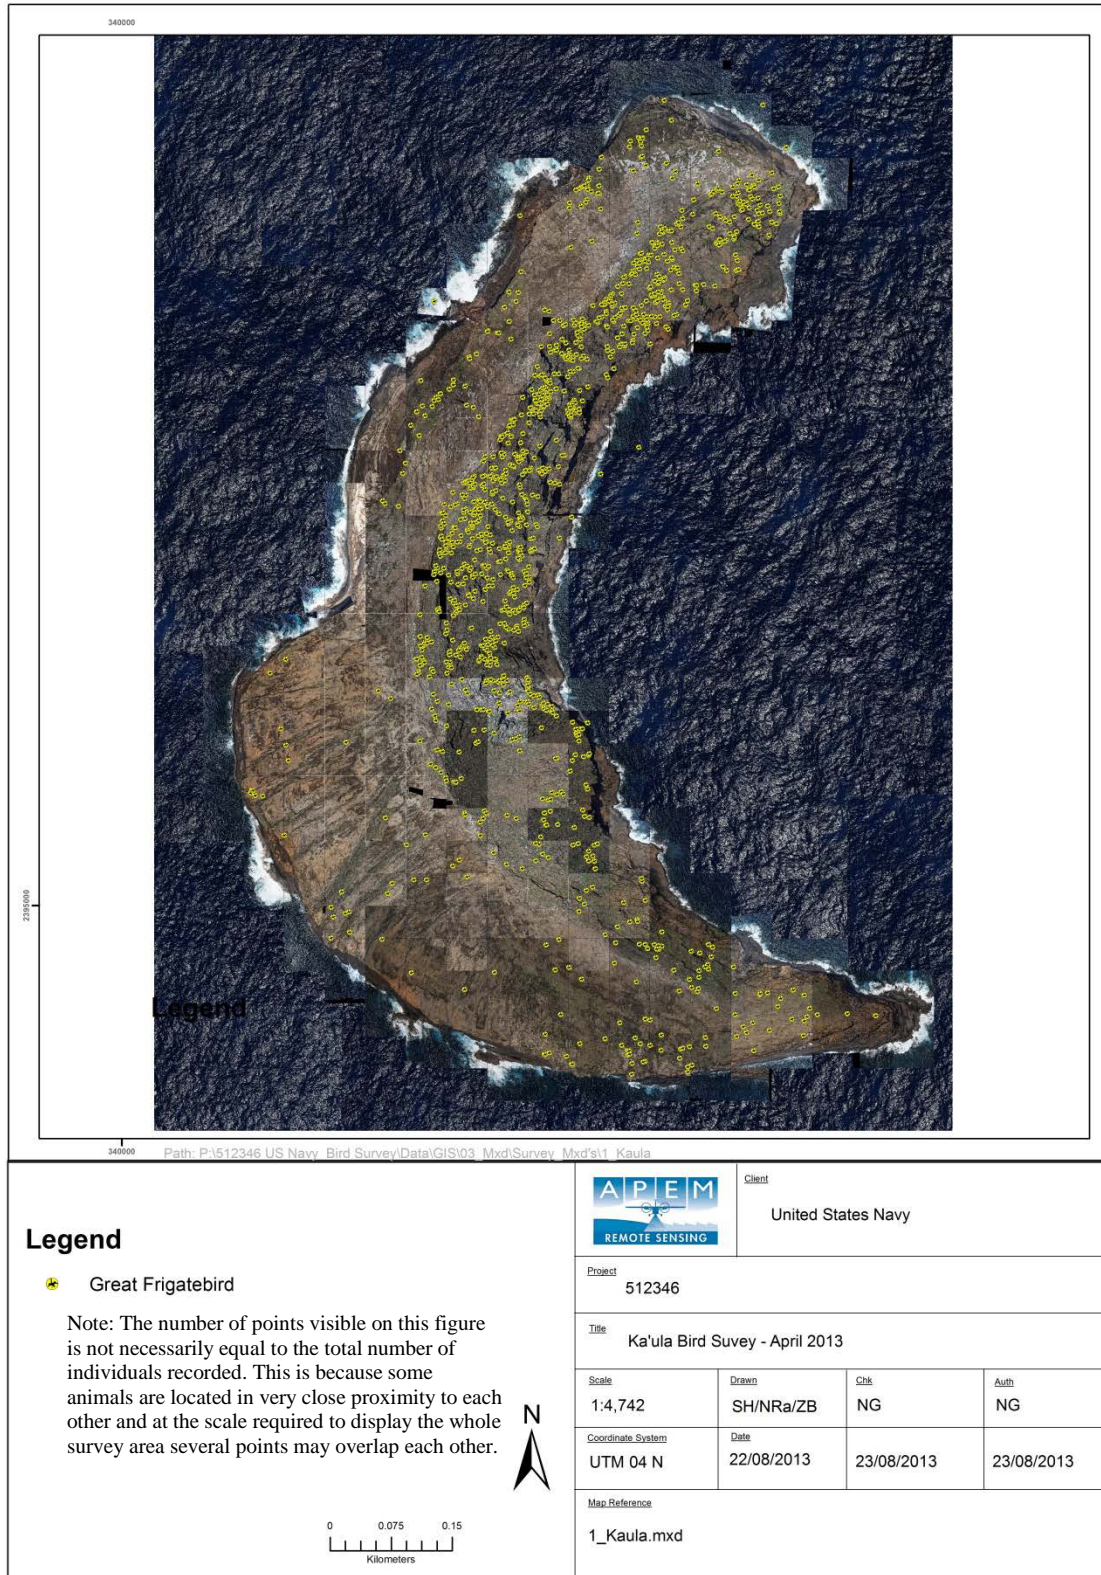 340000
2395000
Legend
340000
Path: P:\512346 US Navy_Bird Survey\Data\GIS\03_Mxd\Survey_Mxd's\1_Kaula
Legend
Great Frigatebird
Note: The number of points visible on this figure
is not necessarily equal to the total number of
individuals recorded. This is because some
animals are located in very close proximity to each
other and at the scale required to display the whole
survey area several points may overlap each other.
N
0 0.075 0.15
Kilometers
APEM
REMOTE SENSING
Client
United States Navy
Project
512346
Title
Ka'ula Bird Suvey - April 2013
Scale
1:4,742
Drawn
SH/NRa/ZB
Chk
NG
Auth
NG
Coordinate System
UTM 04 N
Date
22/08/2013
23/08/2013
23/08/2013
Map Reference
1_Kaula.mxd